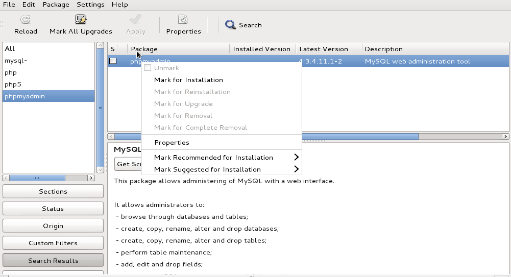 File Edit Package Settings Help
Reload Mark All Upgrades Apply Properties Search
All
mysql-
php
php5
phpmyadmin
S Package Installed Version Latest Version Description
4:3.4.11.1-2 MySQL web administration tool
Unmark
Mark for Installation
Mark for Reinstallation
Mark for Upgrade
Mark for Removal
Mark for Complete Removal
Properties
Mark Recommended for Installation
Mark Suggested for Installation
Sections
Status
Origin
Custom Filters
Search Results
MySQL
Get Scr
This package allows administering of MySQL with a web interface.
It allows administrators to:
- browse through databases and tables;
- create, copy, rename, alter and drop databases;
- create, copy, rename, alter and drop tables;
- perform table maintenance;
- add, edit and drop fields;